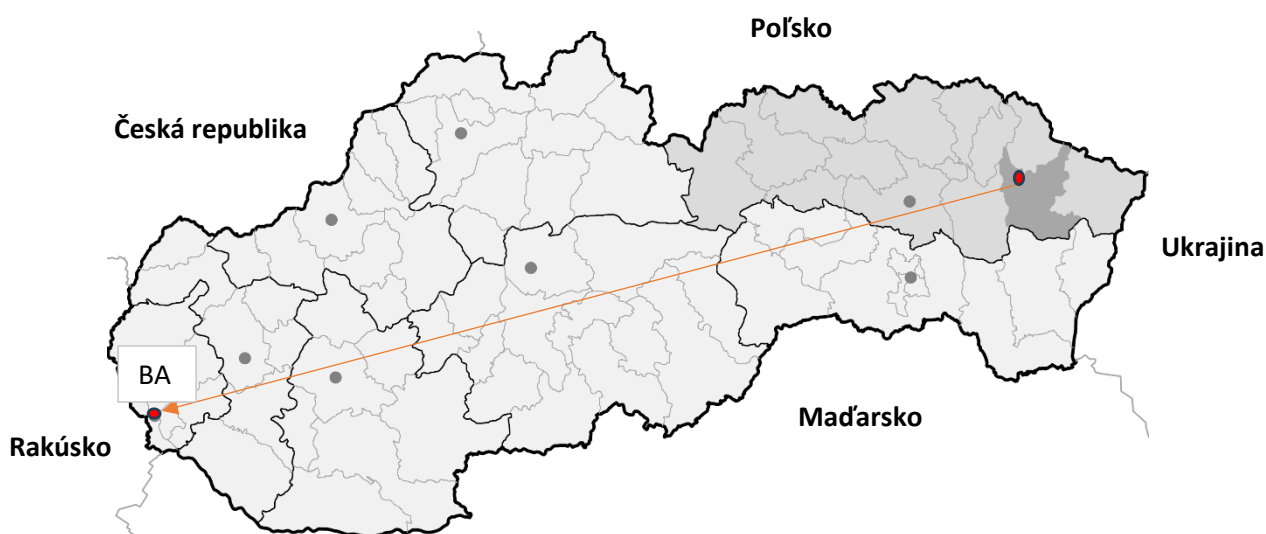 Poľsko
Česká republika
Ukrajina
BA
Maďarsko
Rakúsko